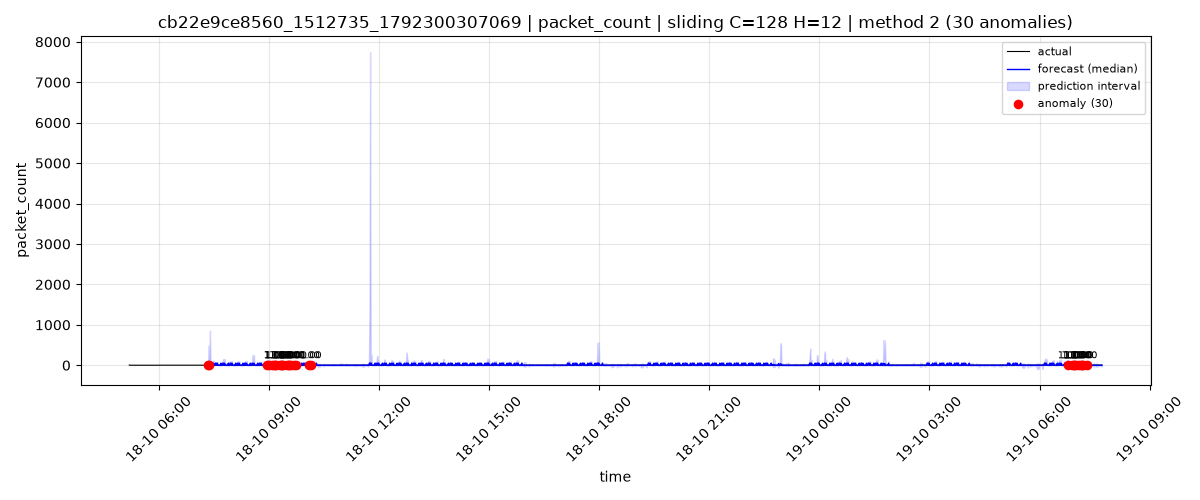 cb22e9ce8560_1512735_1792300307069 | packet_count | sliding C=128 H=12 | method 2 (30 anomalies)
8000
7000
6000
5000
4000
3000
2000
1000
0
packet_count
actual
forecast (median)
prediction interval
anomaly (30)
18-10 06:00
18-10 09:00
18-10 12:00
18-10 15:00
18-10 18:00
18-10 21:00
19-10 00:00
19-10 03:00
19-10 06:00
19-10 09:00
time